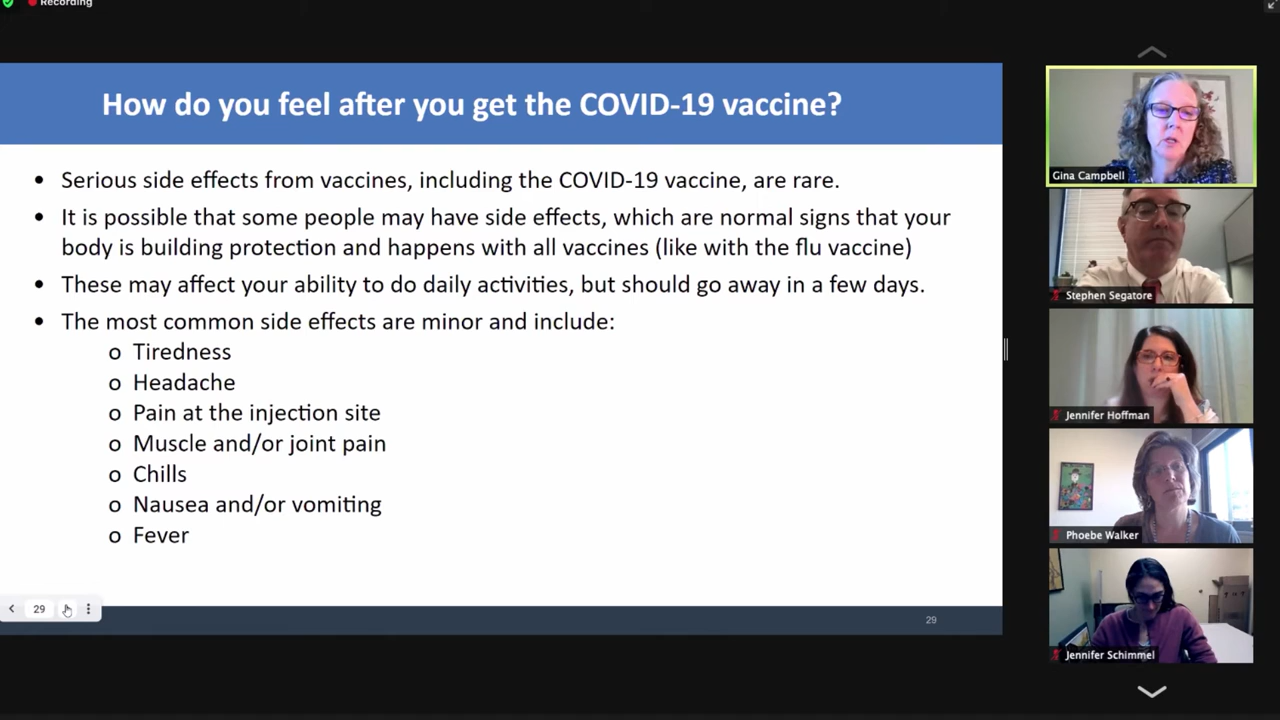 Recording
How do you feel after you get the COVID-19 vaccine?
• Serious side effects from vaccines, including the COVID-19 vaccine, are rare.
• It is possible that some people may have side effects, which are normal signs that your
body is building protection and happens with all vaccines (like with the flu vaccine)
• These may affect your ability to do daily activities, but should go away in a few days.
• The most common side effects are minor and include:
o Tiredness
o Headache
o Pain at the injection site
o Muscle and/or joint pain
o Chills
o Nausea and/or vomiting
o Fever
29
29
Gina Campbell
Stephen Segatore
Jennifer Hoffman
Phoebe Walker
Jennifer Schimmel